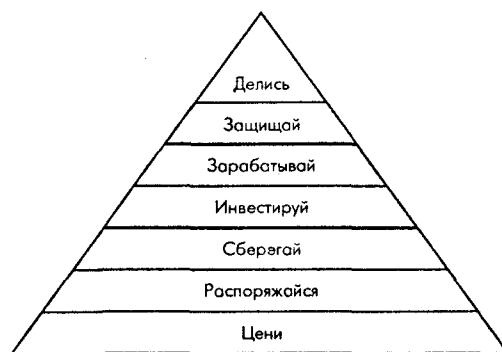 Делись
Защищай
Зарабатывай
Инвестируй
Сберегай
Распоряжайся
Цени